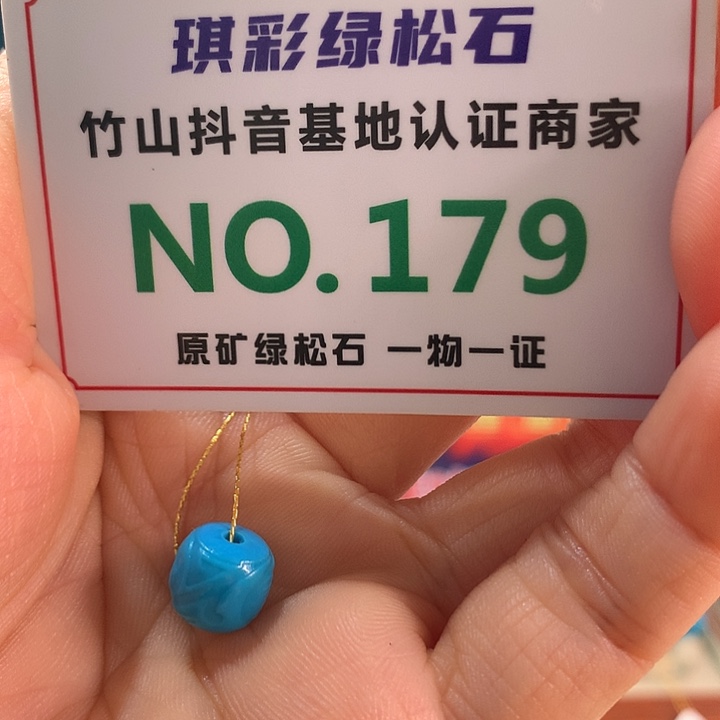 琪彩绿松石
竹山抖音基地认证商家
NO.179
原矿绿松石 一物一证